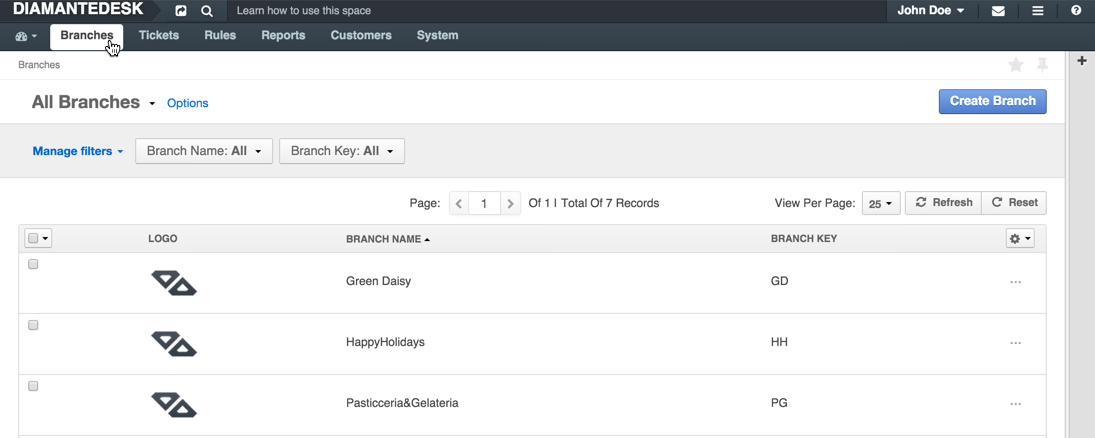 DIAMANTEDESK Learn how to use this space John Doe
Branches Tickets Rules Reports Customers System
Branches
All Branches Options Create Branch
Manage filters Branch Name: All Branch Key: All
Page: 1 Of 1 | Total Of 7 Records View Per Page: 25 Refresh Reset
LOGO BRANCH NAME BRANCH KEY
Green Daisy GD ...
HappyHolidays HH ...
Pasticceria&Gelateria PG ...